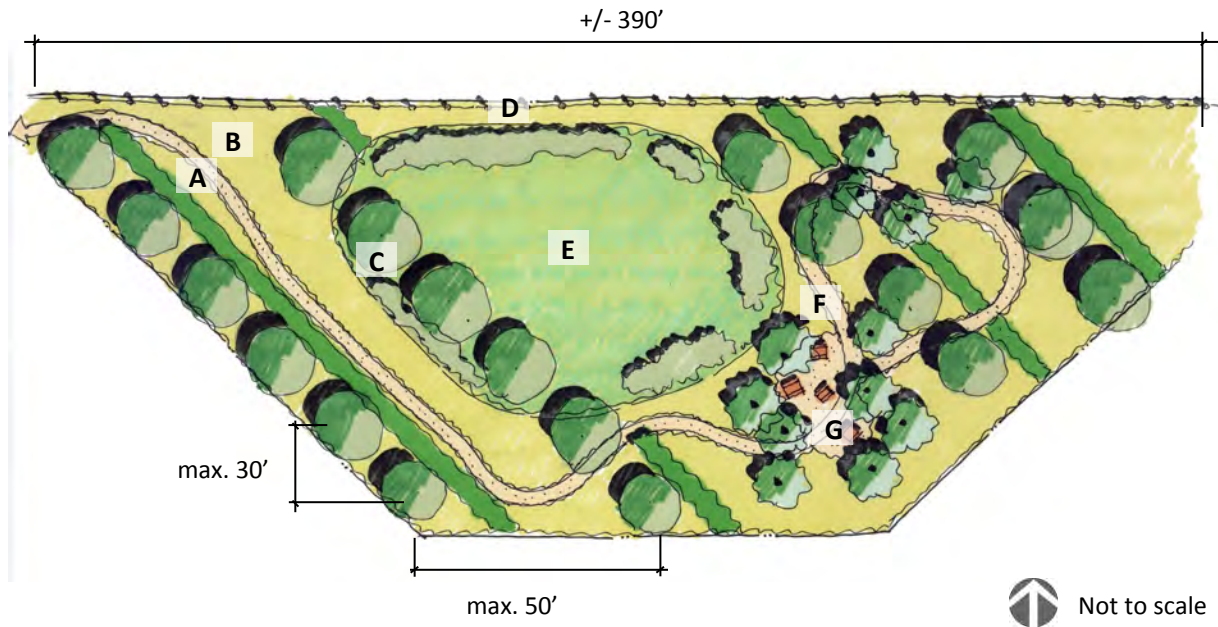 +/- 390’
D
B
A
E
C
F
G
max. 30’
max. 50’
Not to scale